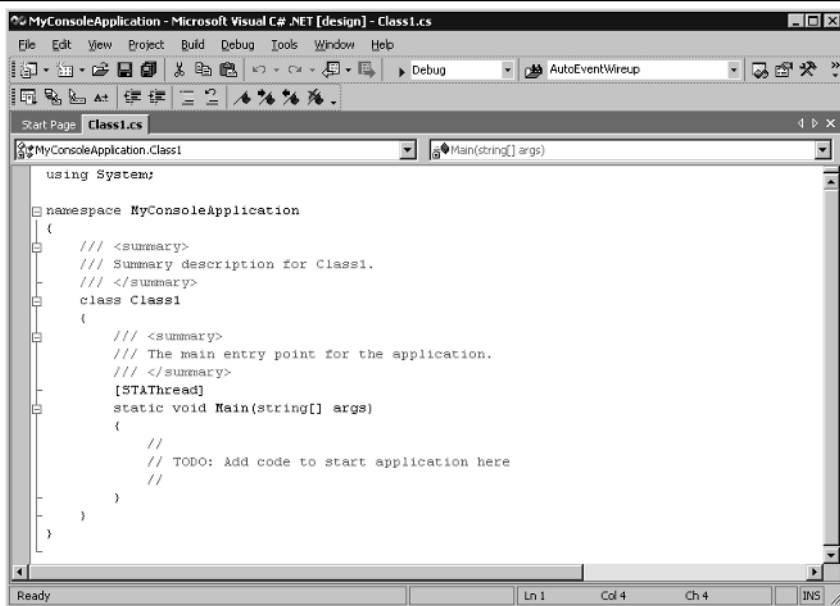 MyConsoleApplication - Microsoft Visual C# .NET [design] - Class1.cs
File Edit View Project Build Debug Tools Window Help
Debug AutoEventWireup
Start Page Class1.cs
MyConsoleApplication.Class1 Main(string[] args)
using System;
namespace MyConsoleApplication
{
/// <summary>
/// Summary description for Class1.
/// </summary>
class Class1
{
/// <summary>
/// The main entry point for the application.
/// </summary>
[STAThread]
static void Main(string[] args)
{
//
// TODO: Add code to start application here
//
}
}
}
Ready Ln 1 Col 4 Ch 4 INS